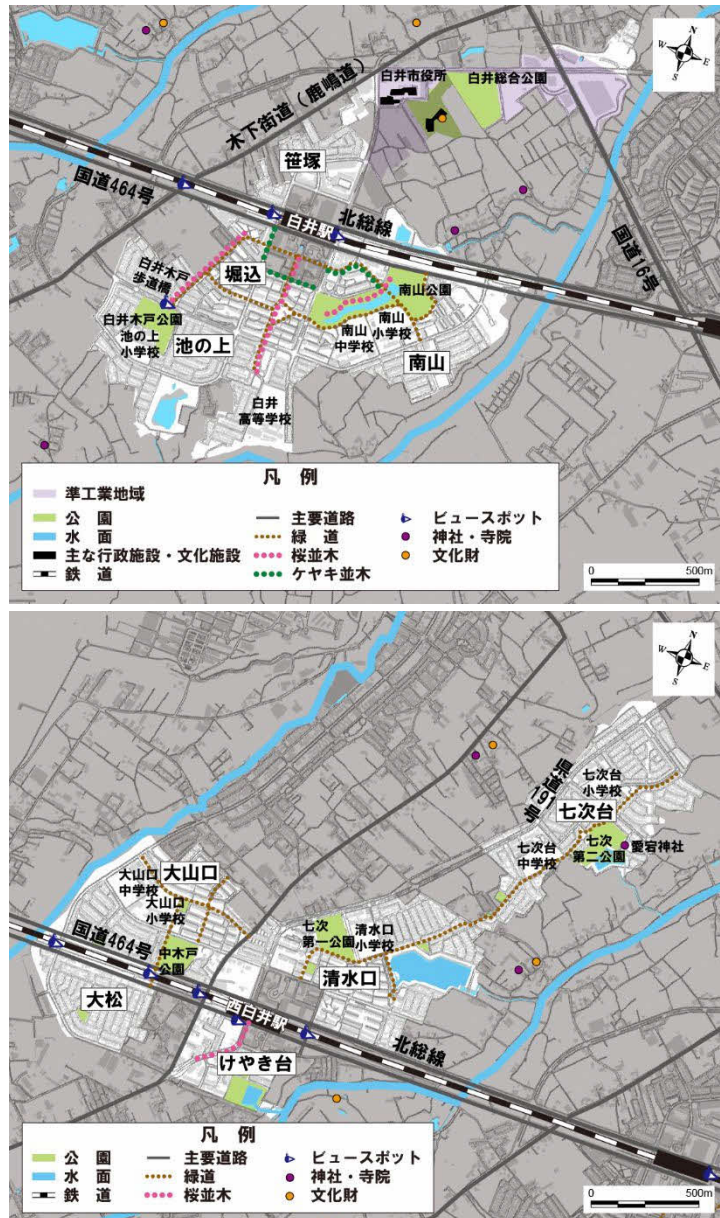 N
W
E
S
白井市役所
白井総合公園
木下街道（鹿嶋道）
笹塚
国道464号
白井駅
北総線
国道16号
白井木戸
歩道橋
堀込
南山公園
白井木戸公園
池の上
小学校
池の上
南山
中学校
南山
小学校
南山
白井
高等学校
凡 例
準工業地域
公 園
主要道路
ビュースポット
水 面
緑 道
神社・寺院
主な行政施設・文化施設
桜並木
文化財
鉄 道
ケヤキ並木
0 500m
N
W
E
S
県道191号
七次台
小学校
七次台
七次台
中学校
七次
第二公園
愛宕神社
大山口
大山口
中学校
大山口
小学校
国道464号
中木戸
公園
七次
第一公園
清水口
小学校
清水口
大松
西白井駅
北総線
けやき台
凡 例
公 園
主要道路
ビュースポット
水 面
緑道
神社・寺院
鉄 道
桜並木
文化財
0 500m